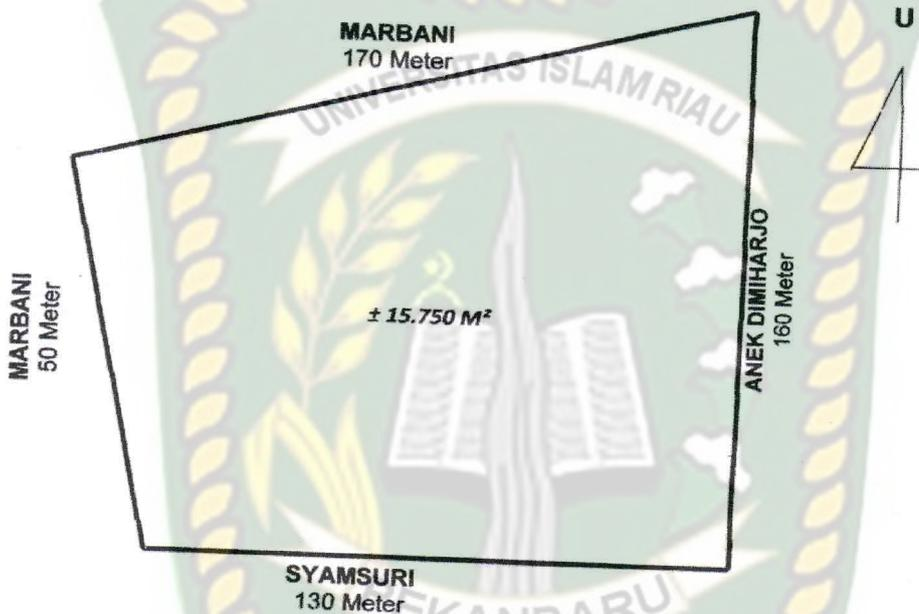 U
MARBANI
170 Meter
UNIVERSITAS ISLAM RIAU
MARBANI
50 Meter
± 15.750 M²
ANEK DIMIHARJO
160 Meter
SYAMSURI
130 Meter
PEKANBARU